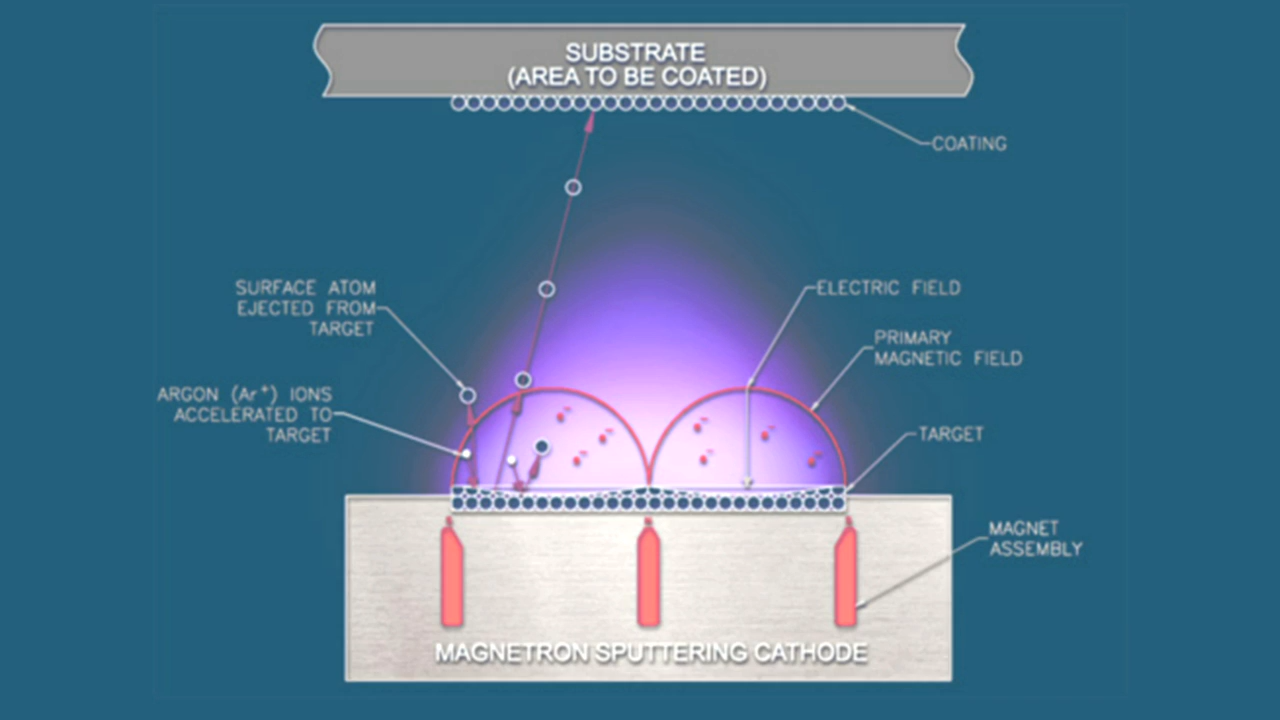 SUBSTRATE
(AREA TO BE COATED)
COATING
SURFACE ATOM
EJECTED FROM
TARGET
ELECTRIC FIELD
PRIMARY
MAGNETIC FIELD
ARGON (Ar⁺) IONS
ACCELERATED TO
TARGET
TARGET
MAGNET
ASSEMBLY
MAGNETRON SPUTTERING CATHODE